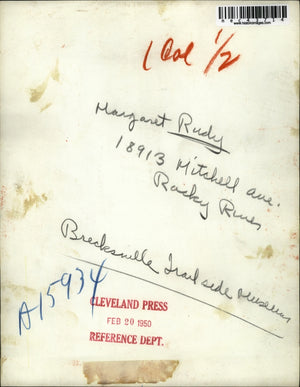 1 Col 1/2
Margaret Rudy
18913 Mitchell ave.
Rocky River
Brecksville Trailside Museum
A15934
CLEVELAND PRESS
FEB 20 1950
REFERENCE DEPT.